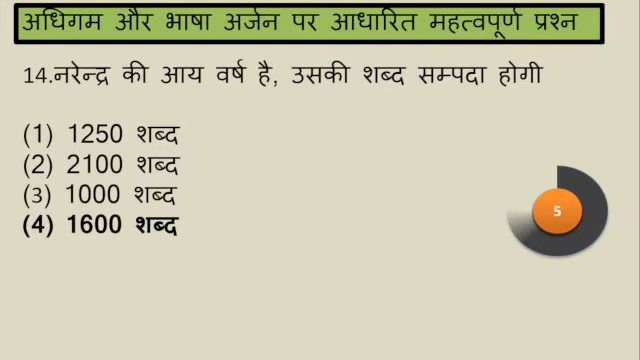 अधिगम और भाषा अर्जन पर आधारित महत्वपूर्ण प्रश्न
14.नरेन्द्र की आय वर्ष है, उसकी शब्द सम्पदा होगी
(1) 1250 शब्द
(2) 2100 शब्द
(3) 1000 शब्द
(4) 1600 शब्द
5